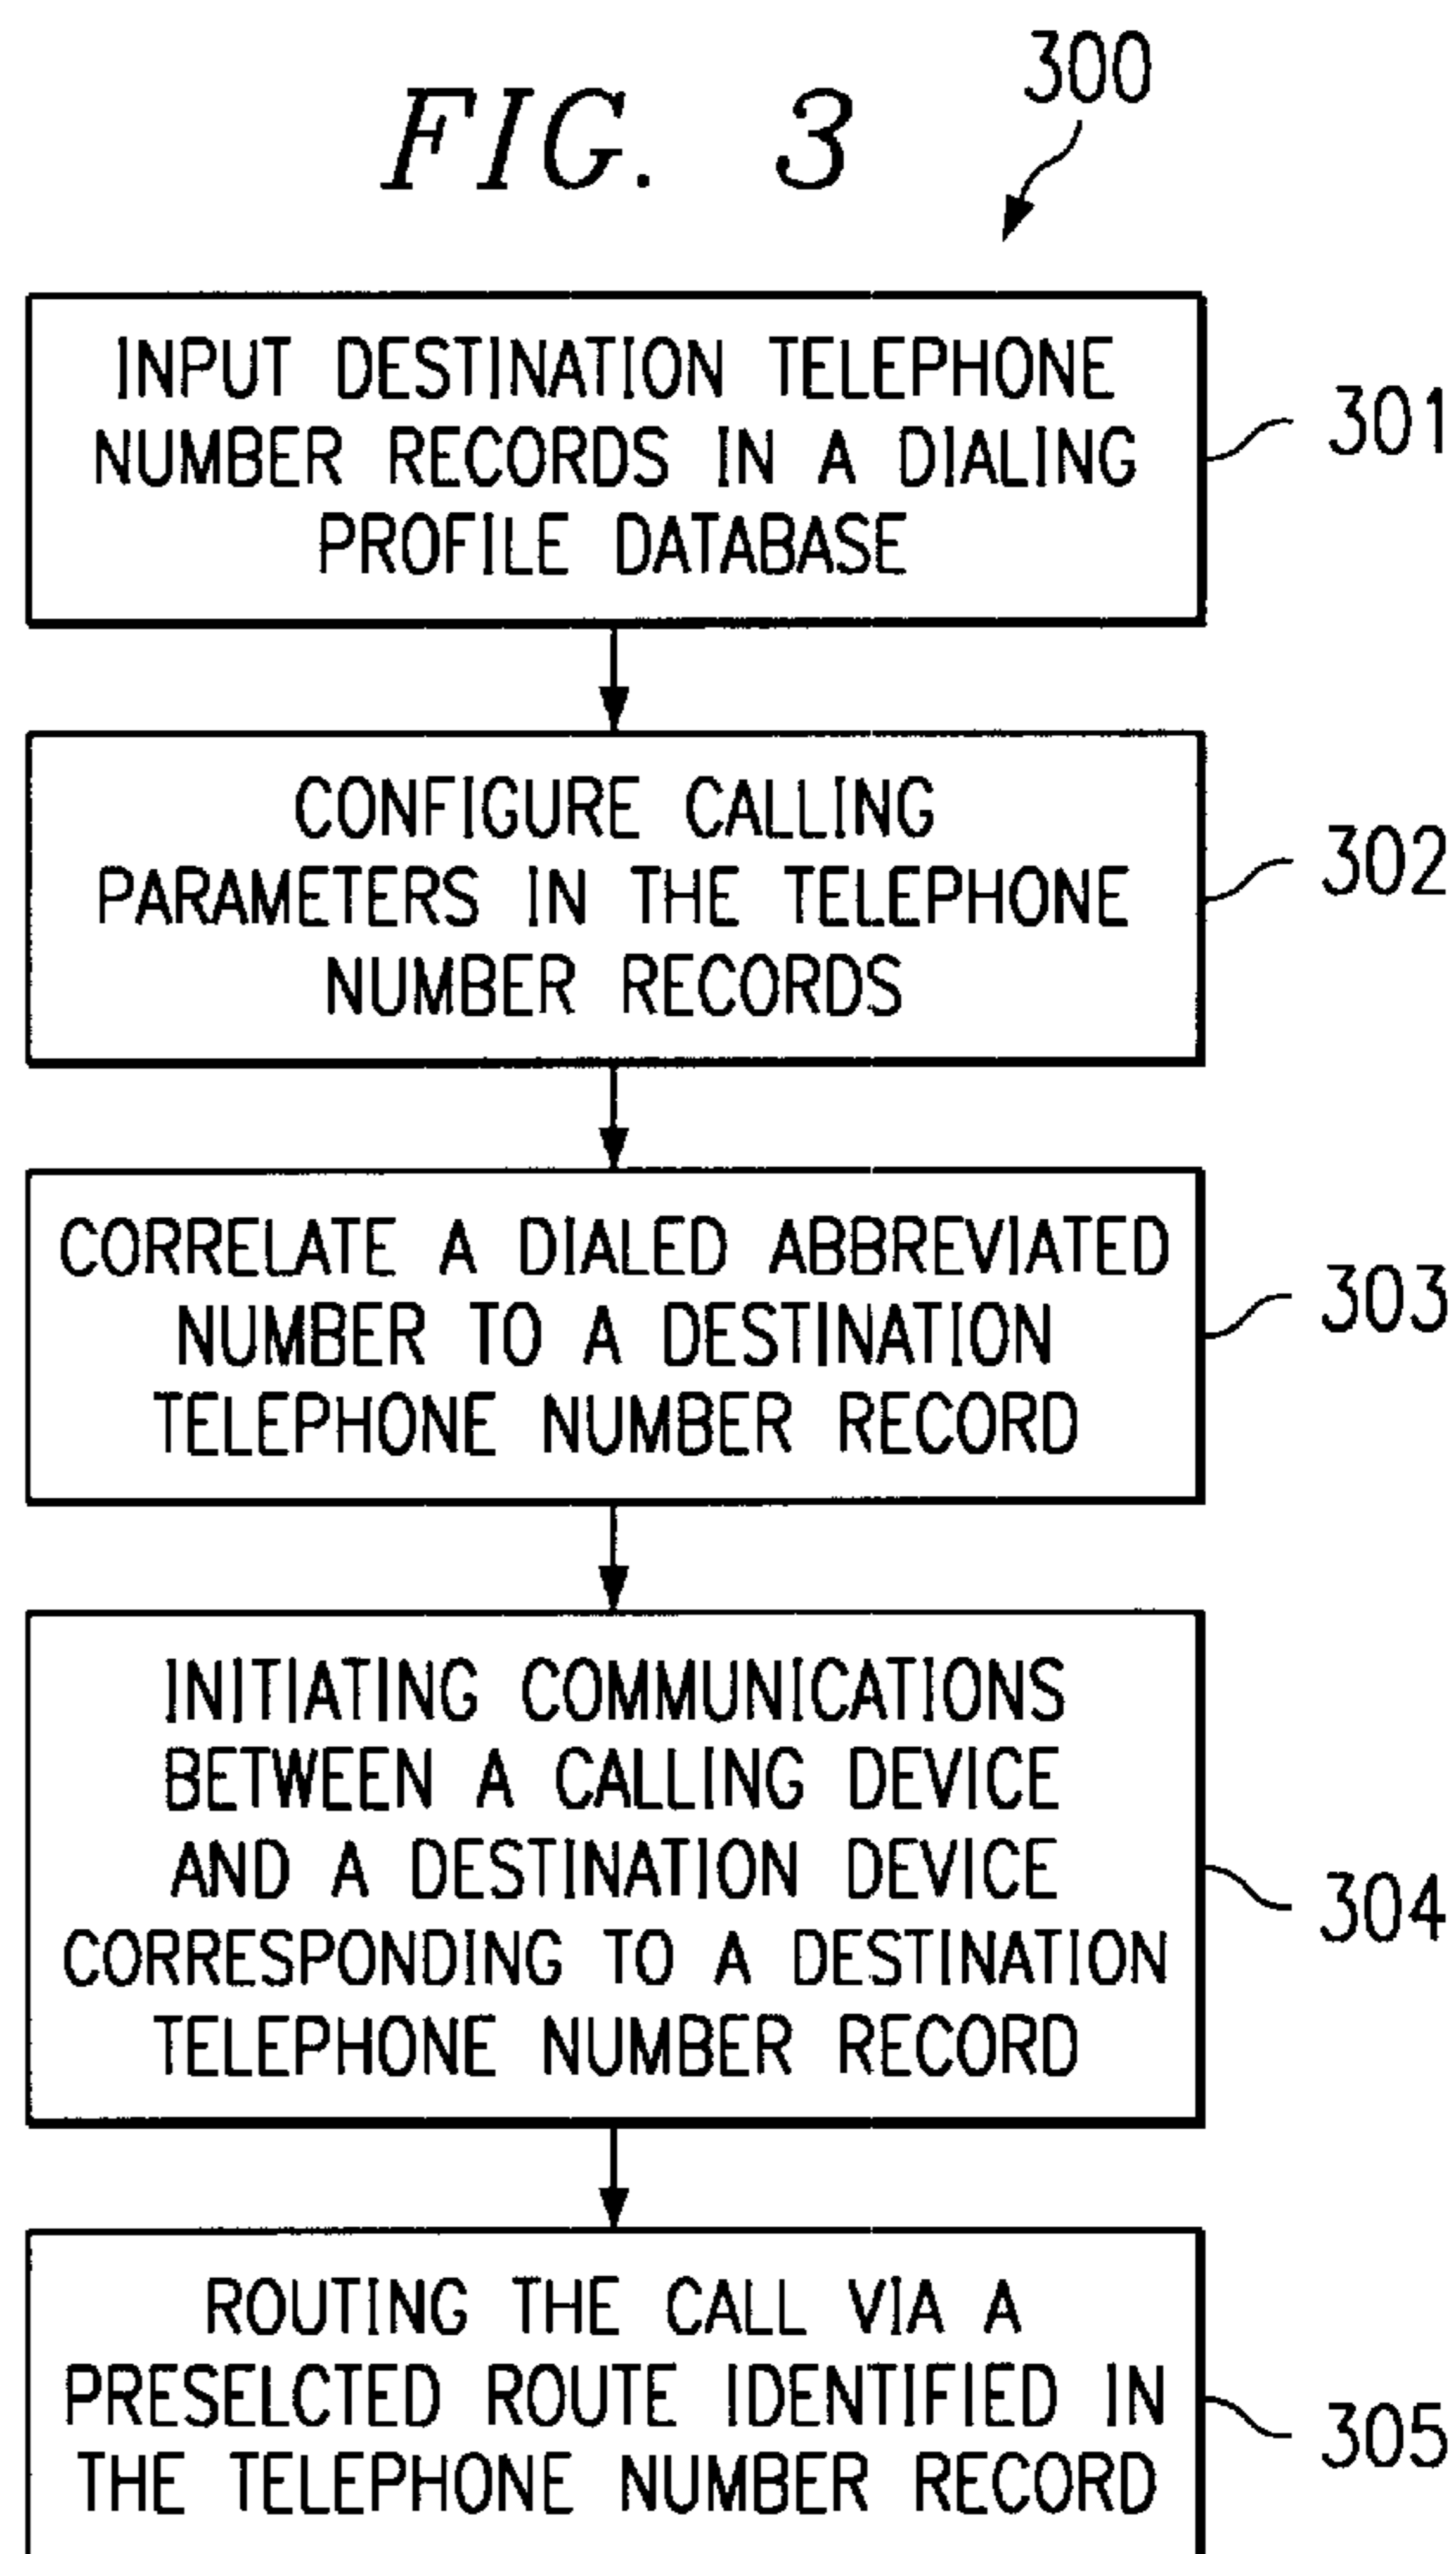 FIG. 3
300
INPUT DESTINATION TELEPHONE
NUMBER RECORDS IN A DIALING
PROFILE DATABASE
301
CONFIGURE CALLING
PARAMETERS IN THE TELEPHONE
NUMBER RECORDS
302
CORRELATE A DIALED ABBREVIATED
NUMBER TO A DESTINATION
TELEPHONE NUMBER RECORD
303
INITIATING COMMUNICATIONS
BETWEEN A CALLING DEVICE
AND A DESTINATION DEVICE
CORRESPONDING TO A DESTINATION
TELEPHONE NUMBER RECORD
304
ROUTING THE CALL VIA A
PRESELCTED ROUTE IDENTIFIED IN
THE TELEPHONE NUMBER RECORD
305